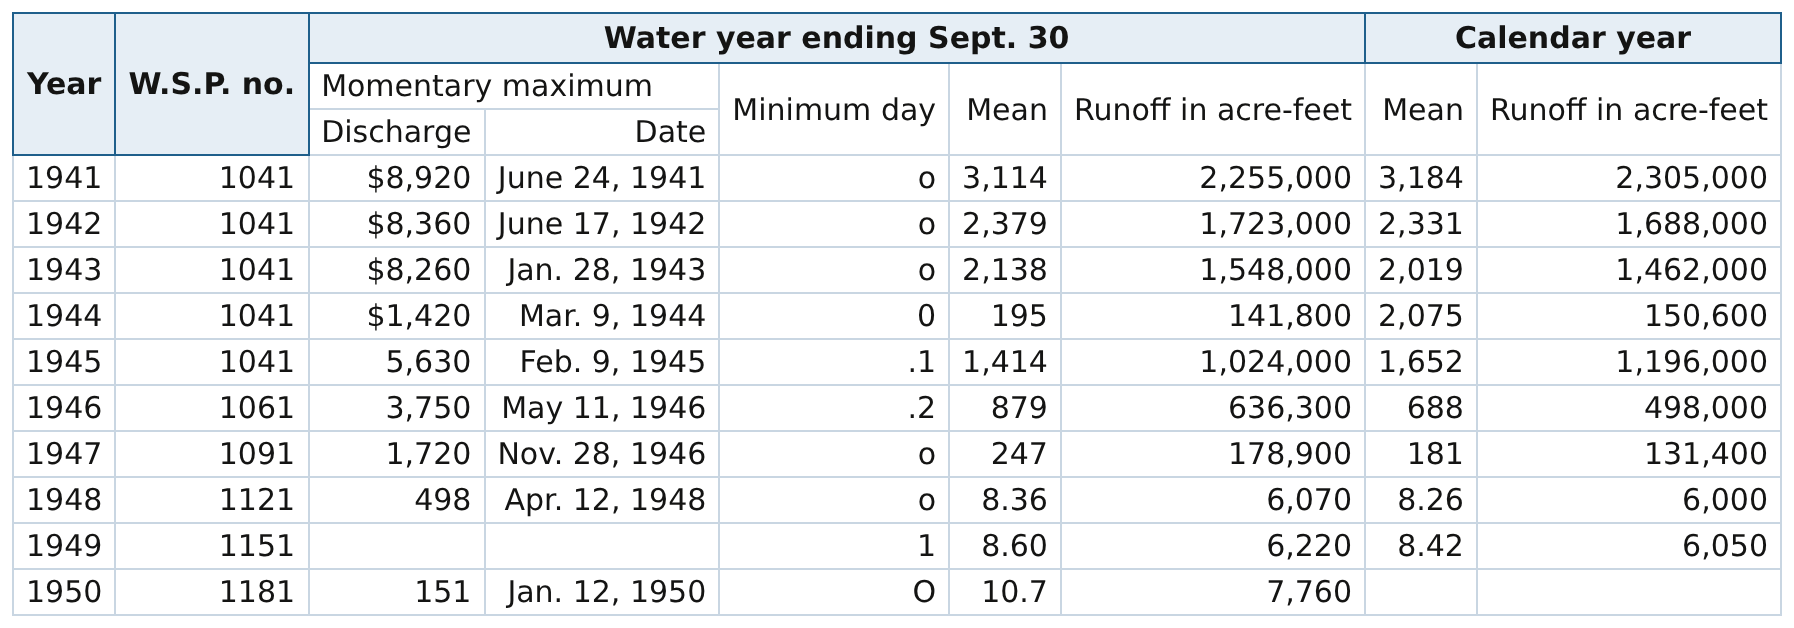 Year W.S.P. no. Water year ending Sept. 30 Calendar year
Momentary maximum Minimum day Mean Runoff in acre-feet Mean Runoff in acre-feet
Discharge Date
1941 1041 $8,920 June 24, 1941 o 3,114 2,255,000 3,184 2,305,000
1942 1041 $8,360 June 17, 1942 o 2,379 1,723,000 2,331 1,688,000
1943 1041 $8,260 Jan. 28, 1943 o 2,138 1,548,000 2,019 1,462,000
1944 1041 $1,420 Mar. 9, 1944 0 195 141,800 2,075 150,600
1945 1041 5,630 Feb. 9, 1945 .1 1,414 1,024,000 1,652 1,196,000
1946 1061 3,750 May 11, 1946 .2 879 636,300 688 498,000
1947 1091 1,720 Nov. 28, 1946 o 247 178,900 181 131,400
1948 1121 498 Apr. 12, 1948 o 8.36 6,070 8.26 6,000
1949 1151 1 8.60 6,220 8.42 6,050
1950 1181 151 Jan. 12, 1950 O 10.7 7,760